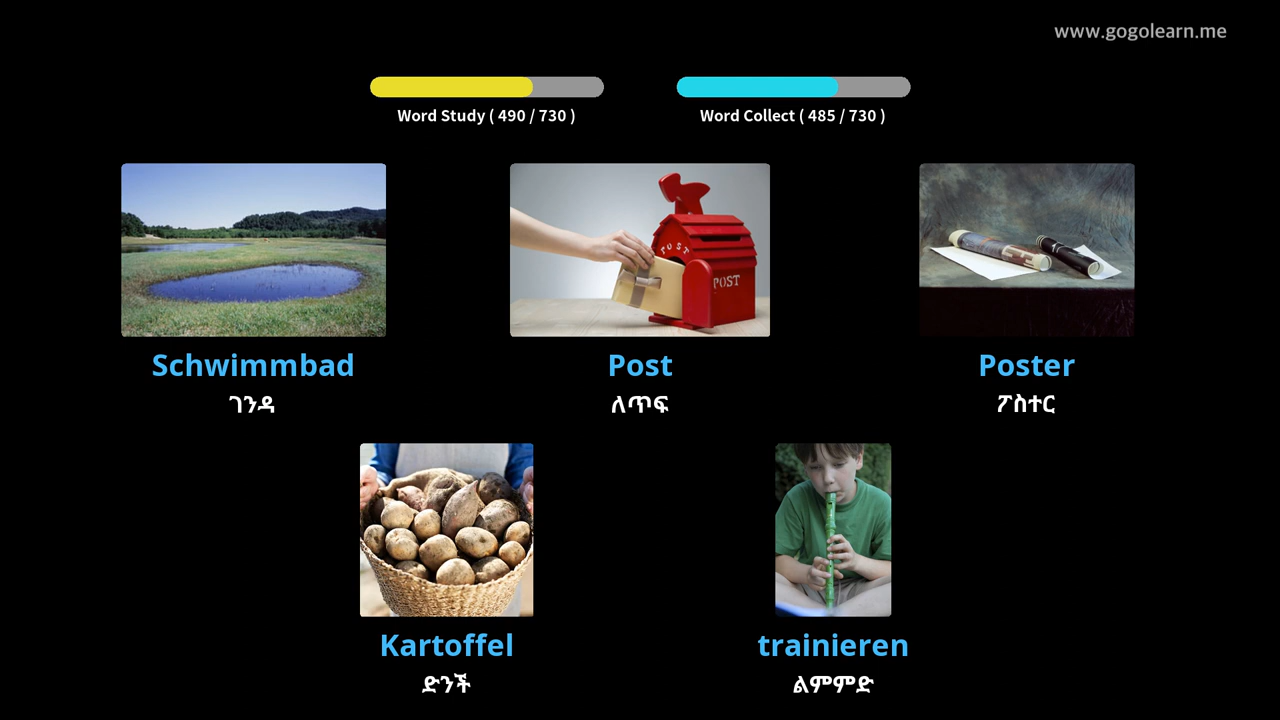 www.gogolearn.me
Word Study ( 490 / 730 )
Word Collect ( 485 / 730 )
POST
POST
Schwimmbad
ገንዳ
Post
ለጥፍ
Poster
ፖስተር
Kartoffel
ድንች
trainieren
ልምምድ